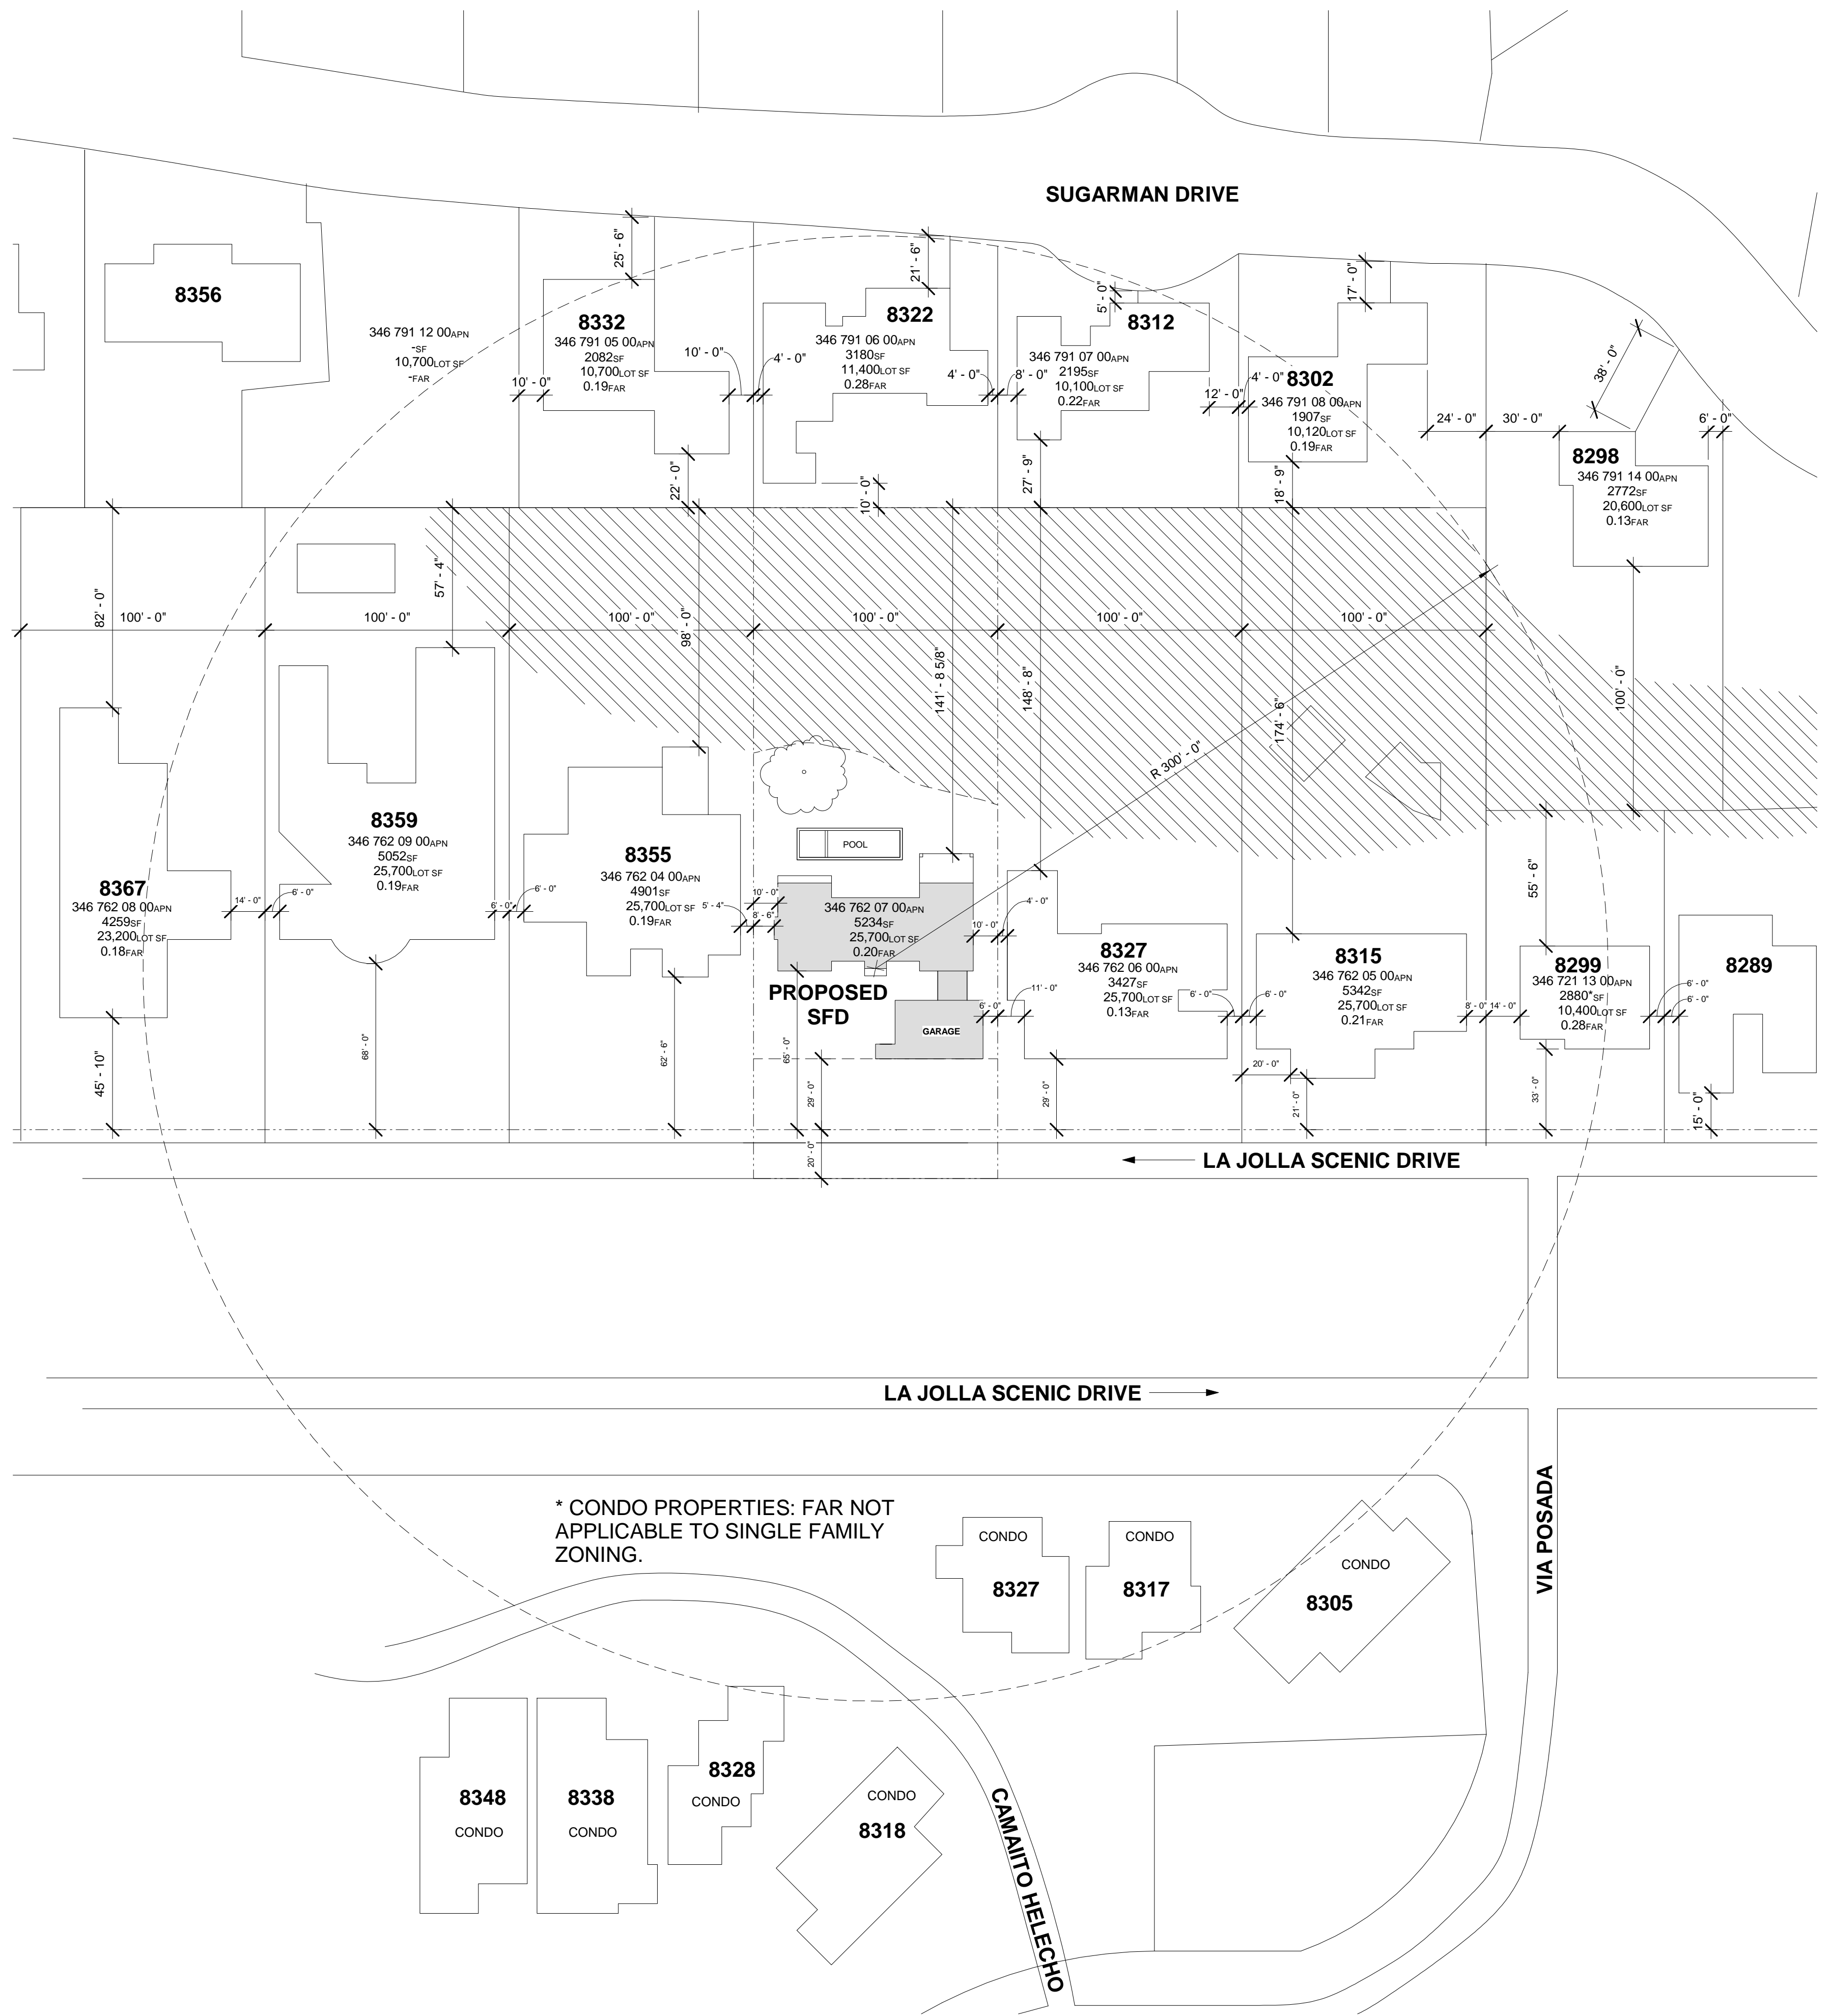 SUGARMAN DRIVE
8356
346 791 12 00APN
-SF
10,700LOT SF
-FAR
25' - 6"
8332
346 791 05 00APN
2082SF
10,700LOT SF
0.19FAR
10' - 0"
10' - 0"
4' - 0"
22' - 0"
21' - 6"
8322
346 791 06 00APN
3180SF
11,400LOT SF
0.28FAR
4' - 0"
8' - 0"
10' - 0"
5' - 0"
8312
346 791 07 00APN
2195SF
10,100LOT SF
0.22FAR
12' - 0"
4' - 0"
27' - 9"
17' - 0"
8302
346 791 08 00APN
1907SF
10,120LOT SF
0.19FAR
24' - 0"
30' - 0"
18' - 9"
38' - 0"
6' - 0"
8298
346 791 14 00APN
2772SF
20,600LOT SF
0.13FAR
82' - 0"
57' - 4"
98' - 0"
141' - 8 5/8"
148' - 8"
174' - 6"
100' - 0"
100' - 0"
100' - 0"
100' - 0"
100' - 0"
100' - 0"
100' - 0"
R 300' - 0"
8367
346 762 08 00APN
4259SF
23,200LOT SF
0.18FAR
14' - 0"
6' - 0"
45' - 10"
8359
346 762 09 00APN
5052SF
25,700LOT SF
0.19FAR
6' - 0"
6' - 0"
68' - 0"
8355
346 762 04 00APN
4901SF
25,700LOT SF
0.19FAR
5' - 4"
10' - 0"
8' - 6"
62' - 6"
POOL
346 762 07 00APN
5234SF
25,700LOT SF
0.20FAR
PROPOSED
SFD
GARAGE
10' - 0"
4' - 0"
6' - 0"
11' - 0"
65' - 0"
29' - 0"
20' - 0"
8327
346 762 06 00APN
3427SF
25,700LOT SF
0.13FAR
6' - 0"
6' - 0"
29' - 0"
8315
346 762 05 00APN
5342SF
25,700LOT SF
0.21FAR
20' - 0"
21' - 0"
8' - 0"
14' - 0"
55' - 6"
8299
346 721 13 00APN
2880*SF
10,400LOT SF
0.28FAR
6' - 0"
6' - 0"
33' - 0"
8289
15' - 0"
LA JOLLA SCENIC DRIVE
LA JOLLA SCENIC DRIVE
VIA POSADA
* CONDO PROPERTIES: FAR NOT
APPLICABLE TO SINGLE FAMILY
ZONING.
CONDO
8327
CONDO
8317
CONDO
8305
8348
CONDO
8338
CONDO
8328
CONDO
CONDO
8318
CAMAIITO HELECHO